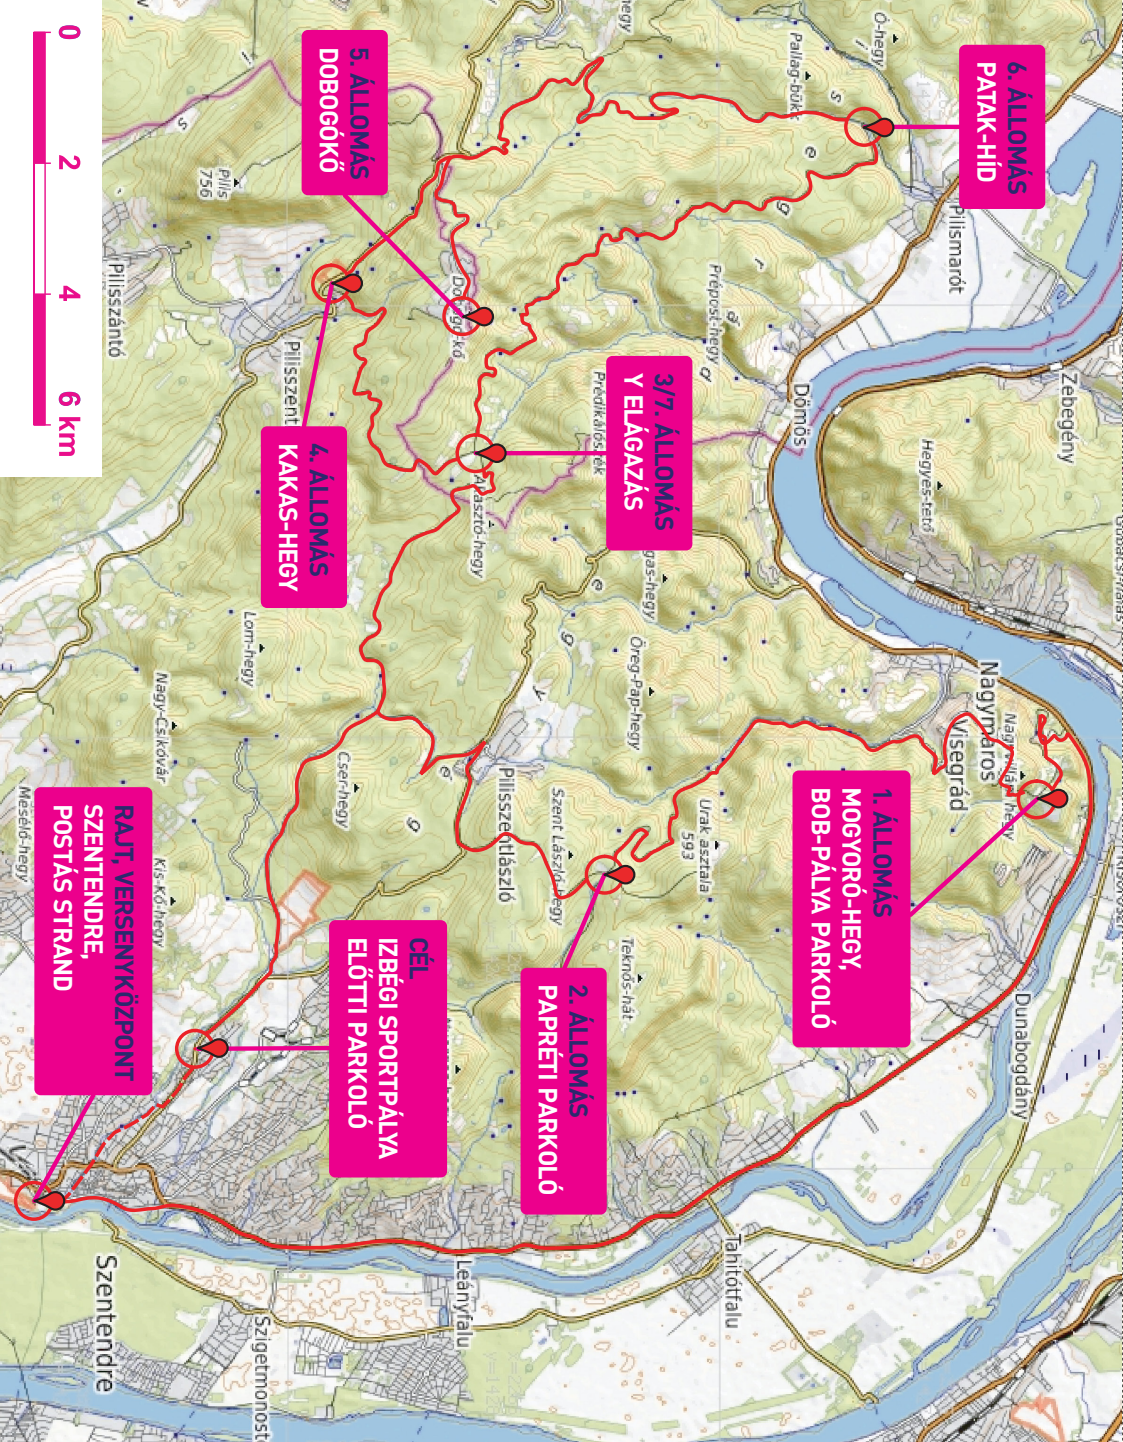 6. ÁLLOMÁS
PATAK-HÍD
5. ÁLLOMÁS
DOBOGÓKŐ
3/7. ÁLLOMÁS
Y ELÁGAZÁS
4. ÁLLOMÁS
KAKAS-HEGY
1. ÁLLOMÁS
MOGYORÓ-HEGY,
BOB-PÁLYA PARKOLÓ
2. ÁLLOMÁS
PAPRÉTI PARKOLÓ
CÉL
IZBÉGI SPORTPÁLYA
ELŐTTI PARKOLÓ
RAJT, VERSENYKÖZPONT
SZENTENDRE,
POSTÁS STRAND
0
2
4
6 km
Ó-hegy
Pallag-bükk
Pilismarót
Pilis
756
Pilisszántó
Pilisszent
Prépost-hegy
Dömös
Zebegény
Hegyes-tető
Nagymaros
Visegrád
Öreg-Pap-hegy
Lom-hegy
Nagy-Csikóvár
Cser-hegy
Pilisszentlászló
Szent László-hegy
Urak asztala
593
Teknős-hát
Kis-Kő-hegy
Mesélő-hegy
Dunabogdány
Tahitótfalu
Leányfalu
Szigetmonost
Szentendre